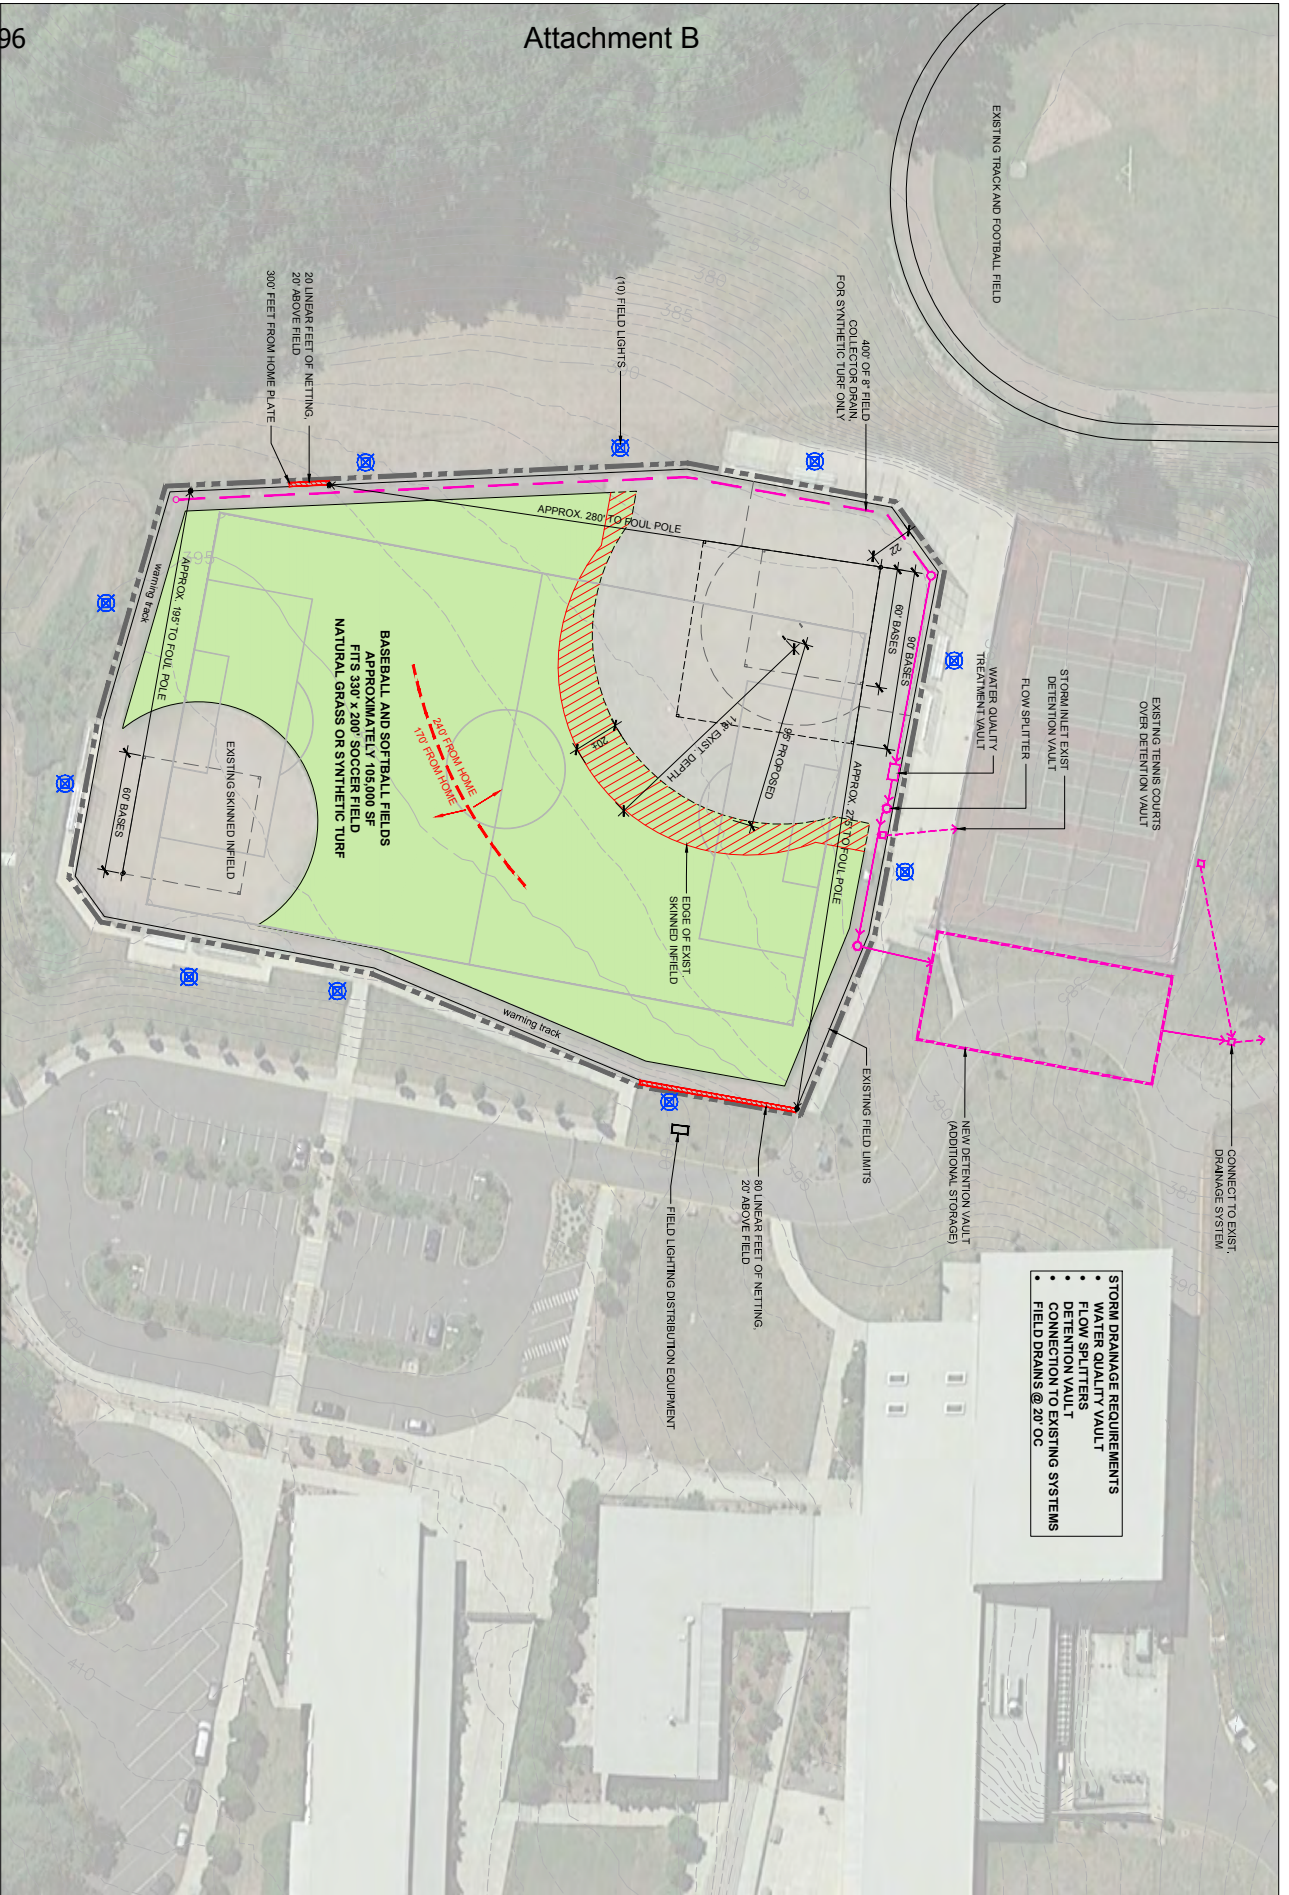 96
Attachment B
EXISTING TRACK AND FOOTBALL FIELD
370
385
390
400' OF 8" FIELD
COLLECTOR DRAIN,
FOR SYNTHETIC TURF ONLY
(10) FIELD LIGHTS
20 LINEAR FEET OF NETTING,
20' ABOVE FIELD
300' FEET FROM HOME PLATE
EXISTING TENNIS COURTS
OVER DETENTION VAULT
STORM INLET EXIST
DETENTION VAULT
FLOW SPLITTER
WATER QUALITY
TREATMENT VAULT
22'
60' BASES
90' BASES
APPROX. 280' TO FOUL POLE
APPROX. 275' TO FOUL POLE
95' PROPOSED
EXIST. DEPTH
20'±
EDGE OF EXIST.
SKINNED INFIELD
240' FROM HOME
170' FROM HOME
BASEBALL AND SOFTBALL FIELDS
APPROXIMATELY 105,000 SF
FITS 330' x 200' SOCCER FIELD
NATURAL GRASS OR SYNTHETIC TURF
395
warning track
APPROX. 195' TO FOUL POLE
EXISTING SKINNED INFIELD
60' BASES
warning track
EXISTING FIELD LIMITS
NEW DETENTION VAULT
(ADDITIONAL STORAGE)
CONNECT TO EXIST.
DRAINAGE SYSTEM
80 LINEAR FEET OF NETTING,
20' ABOVE FIELD
FIELD LIGHTING DISTRIBUTION EQUIPMENT
STORM DRAINAGE REQUIREMENTS
• WATER QUALITY VAULT
• FLOW SPLITTERS
• DETENTION VAULT
• CONNECTION TO EXISTING SYSTEMS
• FIELD DRAINS @ 20' OC
390
395
390
410